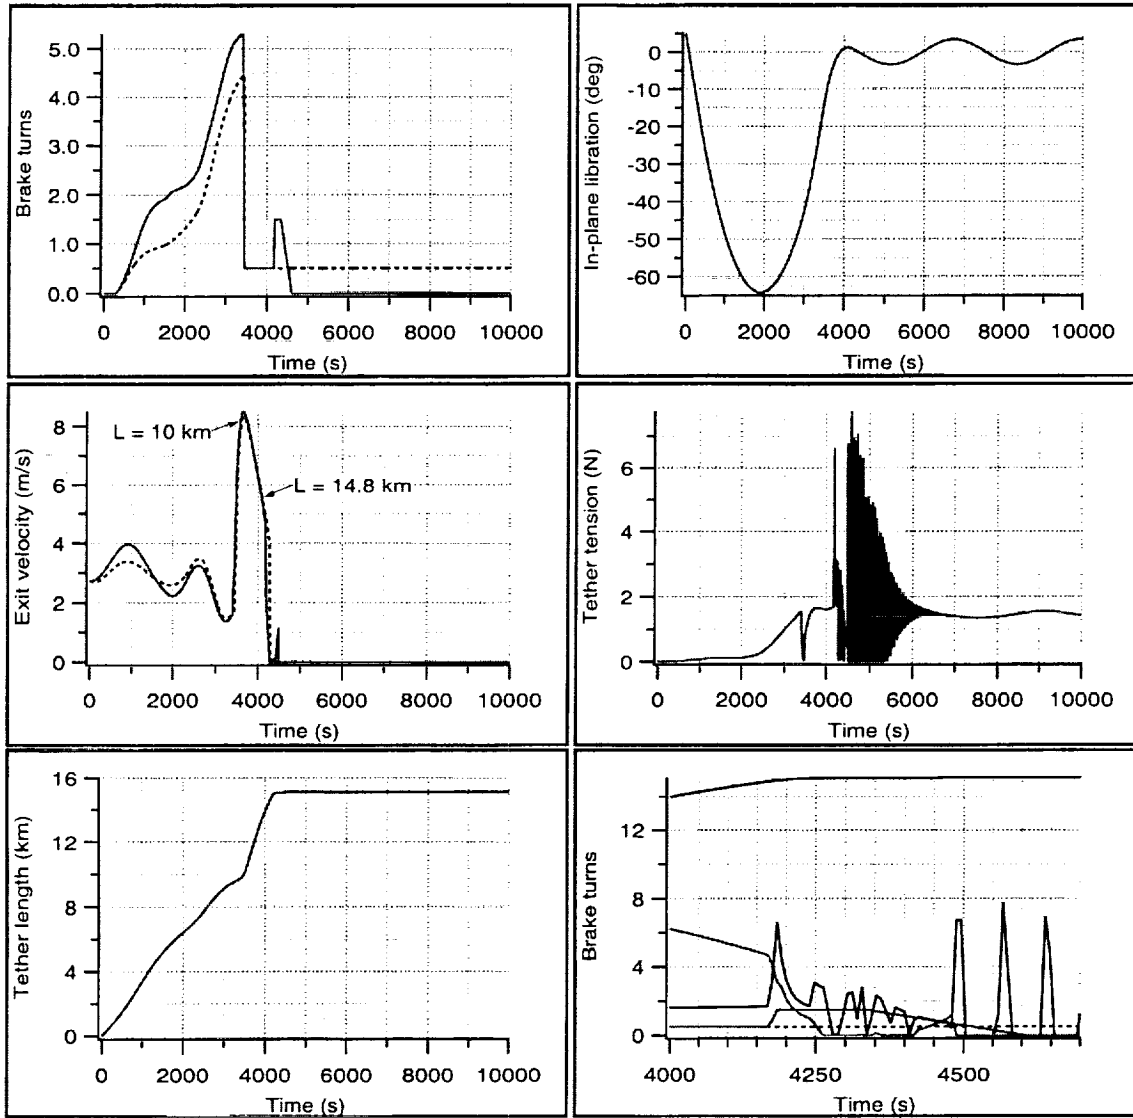 Brake turns
5.0
4.0
3.0
2.0
1.0
0.0
0 2000 4000 6000 8000 10000
Time (s)
In-plane libration (deg)
0
-10
-20
-30
-40
-50
-60
0 2000 4000 6000 8000 10000
Time (s)
Exit velocity (m/s)
8
6
4
2
0
L = 10 km
L = 14.8 km
0 2000 4000 6000 8000 10000
Time (s)
Tether tension (N)
6
4
2
0
0 2000 4000 6000 8000 10000
Time (s)
Tether length (km)
16
12
8
4
0
0 2000 4000 6000 8000 10000
Time (s)
Brake turns
12
8
4
0
4000 4250 4500
Time (s)